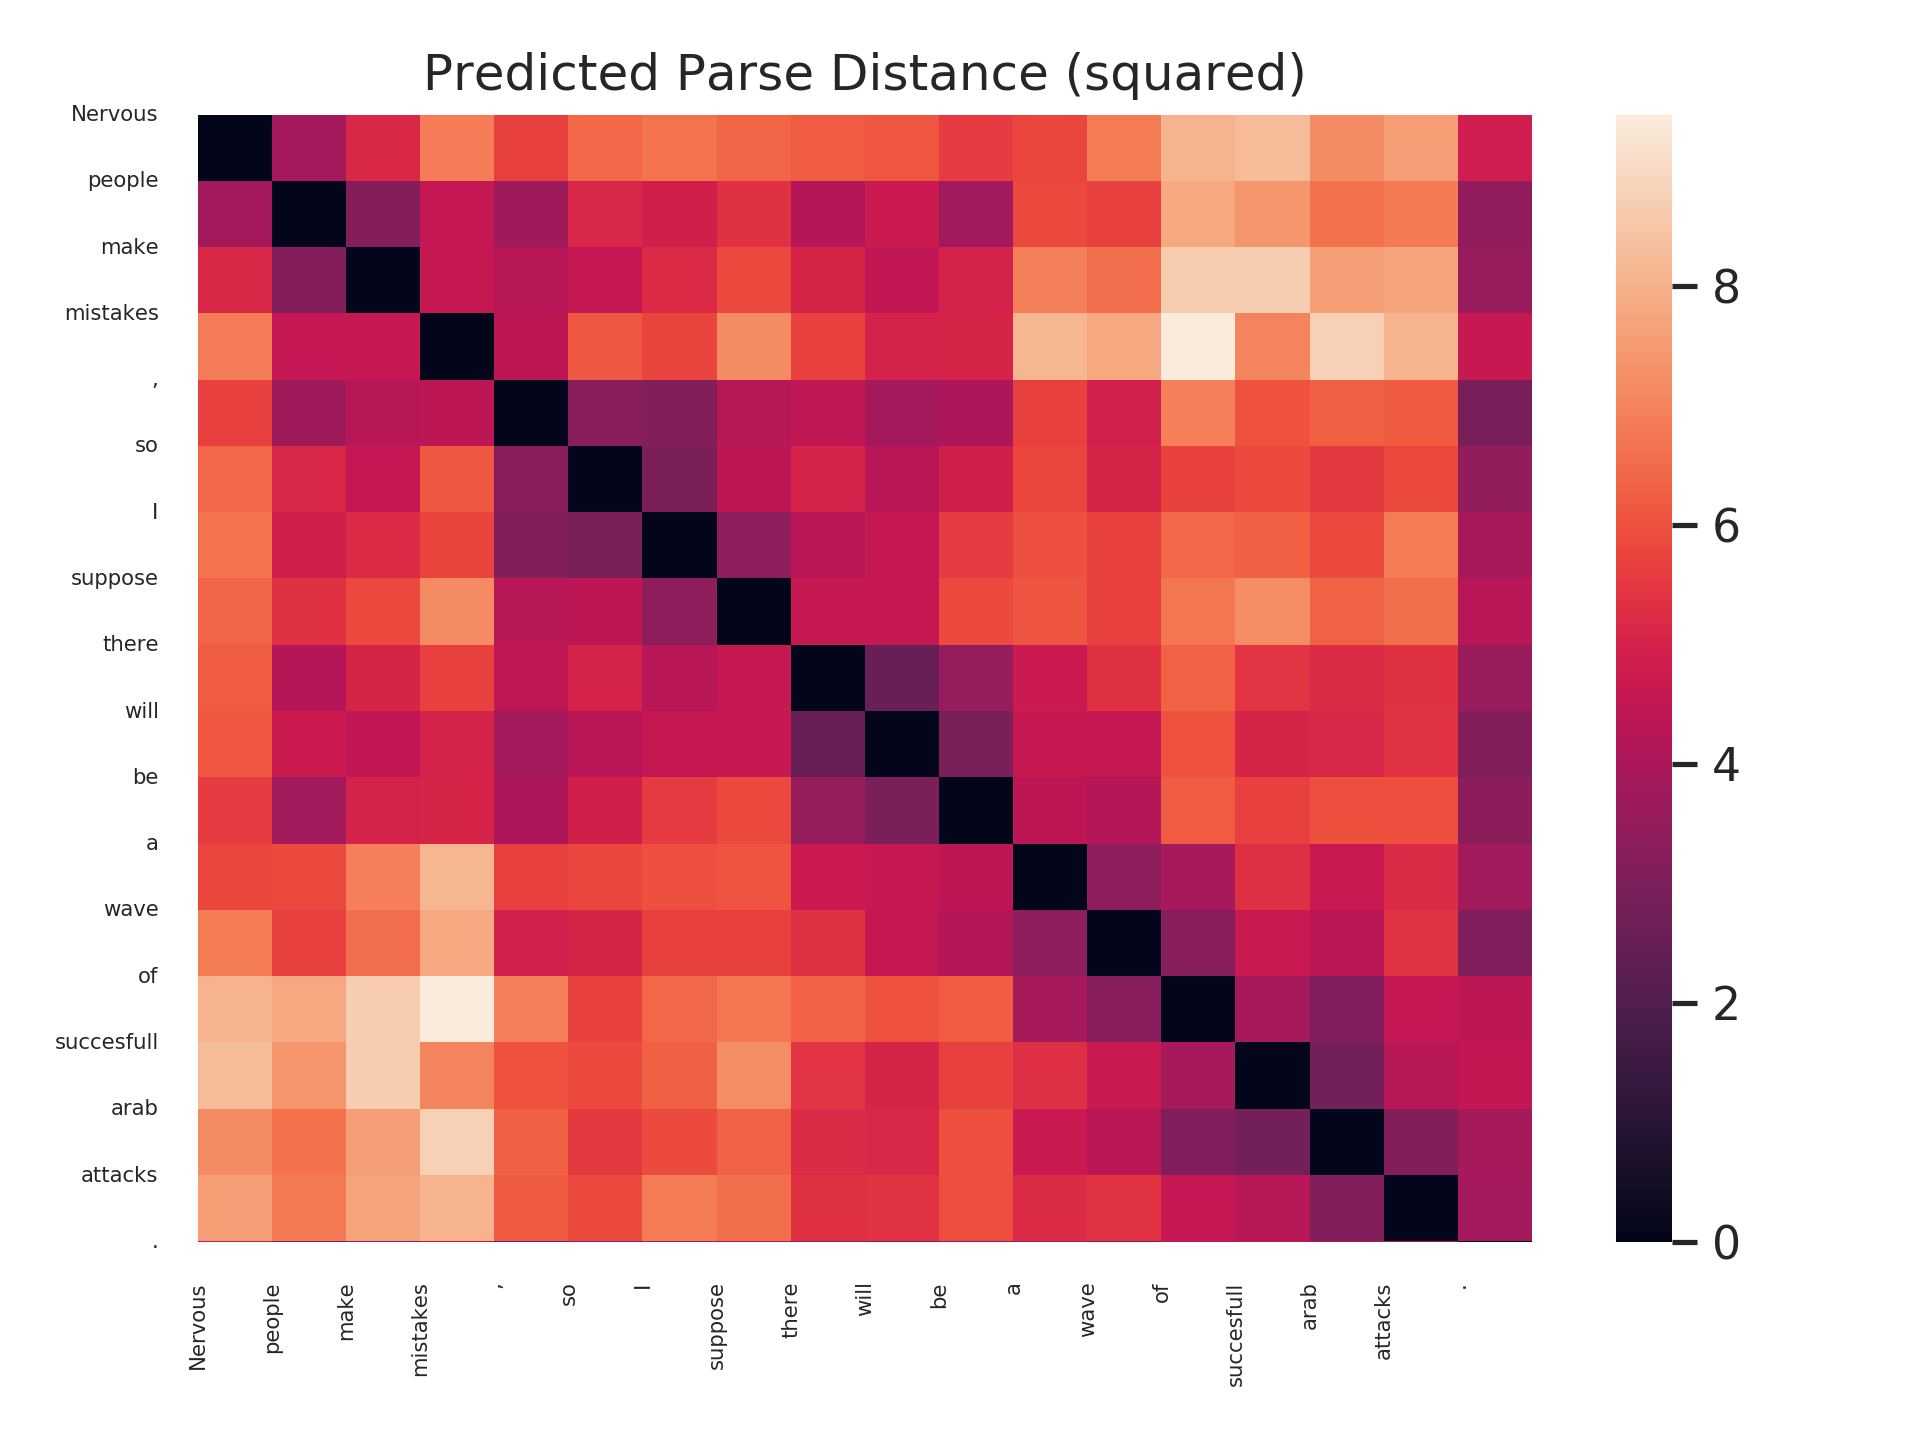 Predicted Parse Distance (squared)
Nervous
people
make
mistakes
,
so
I
suppose
there
will
be
a
wave
of
succesfull
arab
attacks
.
8
6
4
2
0
Nervous
people
make
mistakes
,
so
I
suppose
there
will
be
a
wave
of
succesfull
arab
attacks
.